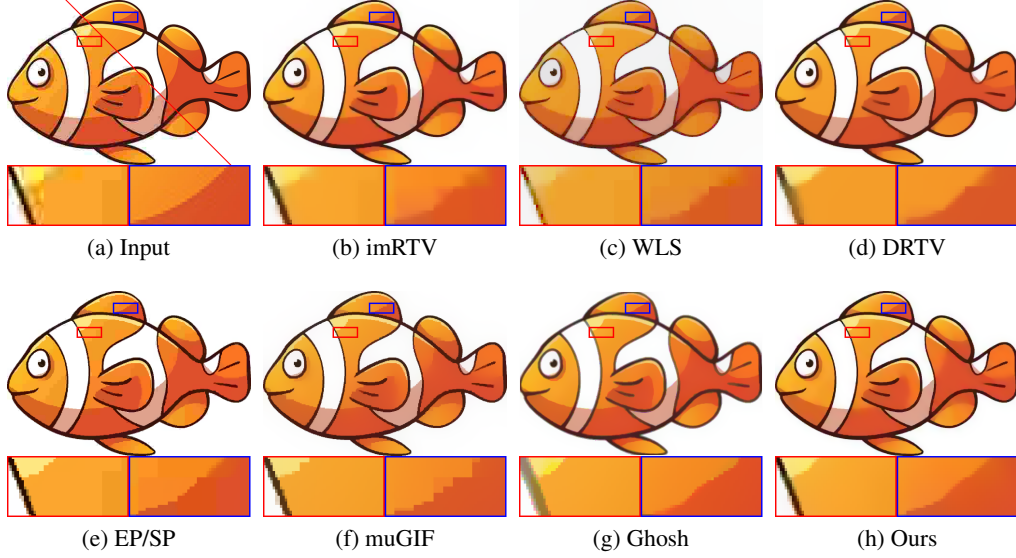 (a) Input
(b) imRTV
(c) WLS
(d) DRTV
(e) EP/SP
(f) muGIF
(g) Ghosh
(h) Ours